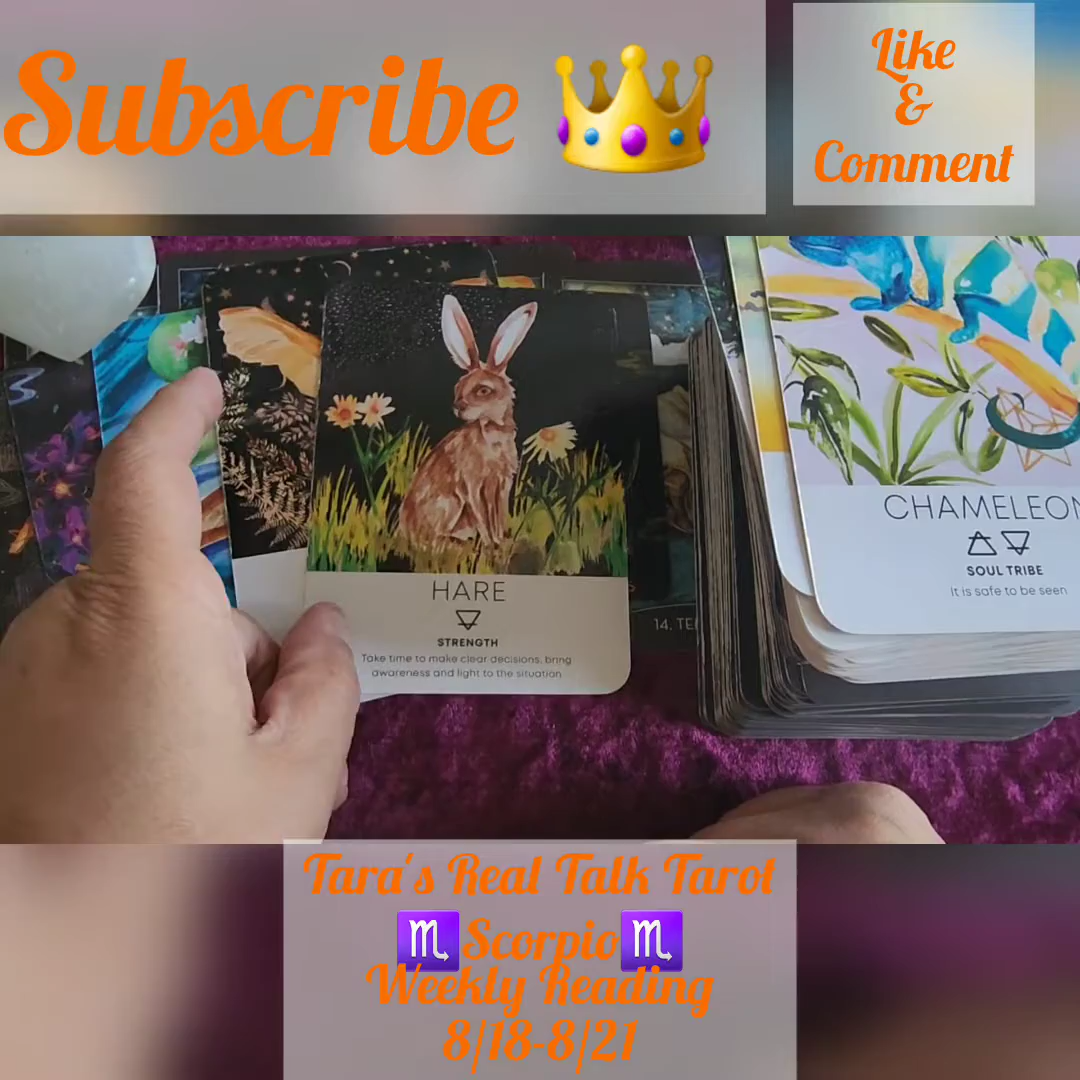 Subscribe
Like
&
Comment
HARE
STRENGTH
Take time to make clear decisions, bring
awareness and light to the situation
14.
CHAMELEON
SOUL TRIBE
It is safe to be seen
Tara's Real Talk Tarot
♏Scorpio♏
Weekly Reading
8/18-8/21